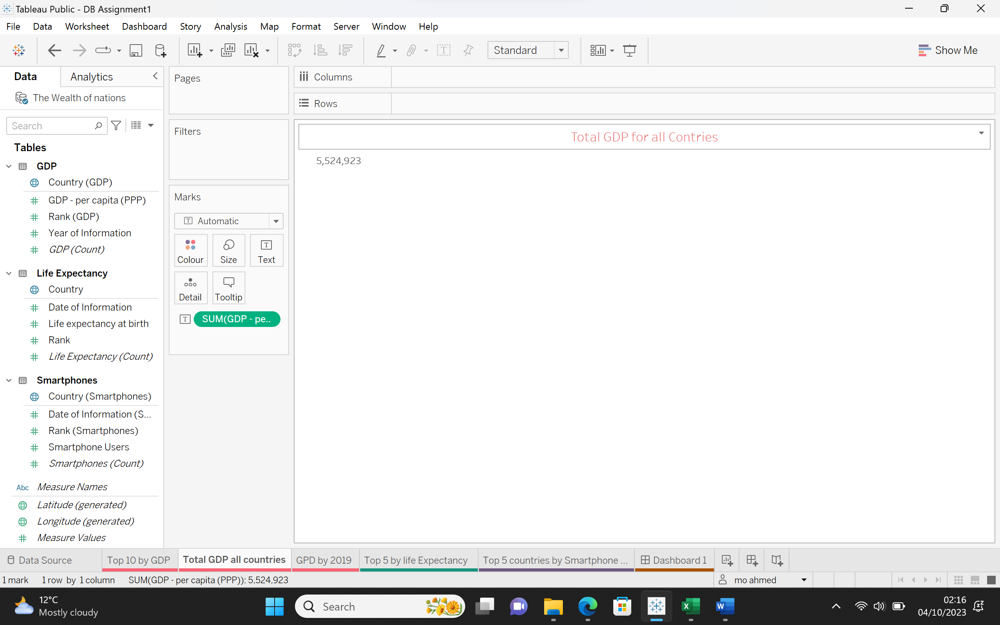 Tableau Public - DB Assignment1
File Data Worksheet Dashboard Story Analysis Map Format Server Window Help
Standard
Show Me
Data Analytics
The Wealth of nations
Search
Tables
GDP
Country (GDP)
GDP - per capita (PPP)
Rank (GDP)
Year of Information
GDP (Count)
Life Expectancy
Country
Date of Information
Life expectancy at birth
Rank
Life Expectancy (Count)
Smartphones
Country (Smartphones)
Date of Information (S...
Rank (Smartphones)
Smartphone Users
Smartphones (Count)
Abc Measure Names
Latitude (generated)
Longitude (generated)
Measure Values
Pages
Filters
Marks
T Automatic
Colour Size T Text
Detail Tooltip
T SUM(GDP - pe..
Columns
Rows
Total GDP for all Contries
5,524,923
Data Source Top 10 by GDP Total GDP all countries GPD by 2019 Top 5 by life Expectancy Top 5 countries by Smartphone ... Dashboard 1
1 mark 1 row by 1 column SUM(GDP - per capita (PPP)): 5,524,923 mo ahmed
12°C
Mostly cloudy
Search
02:16
04/10/2023